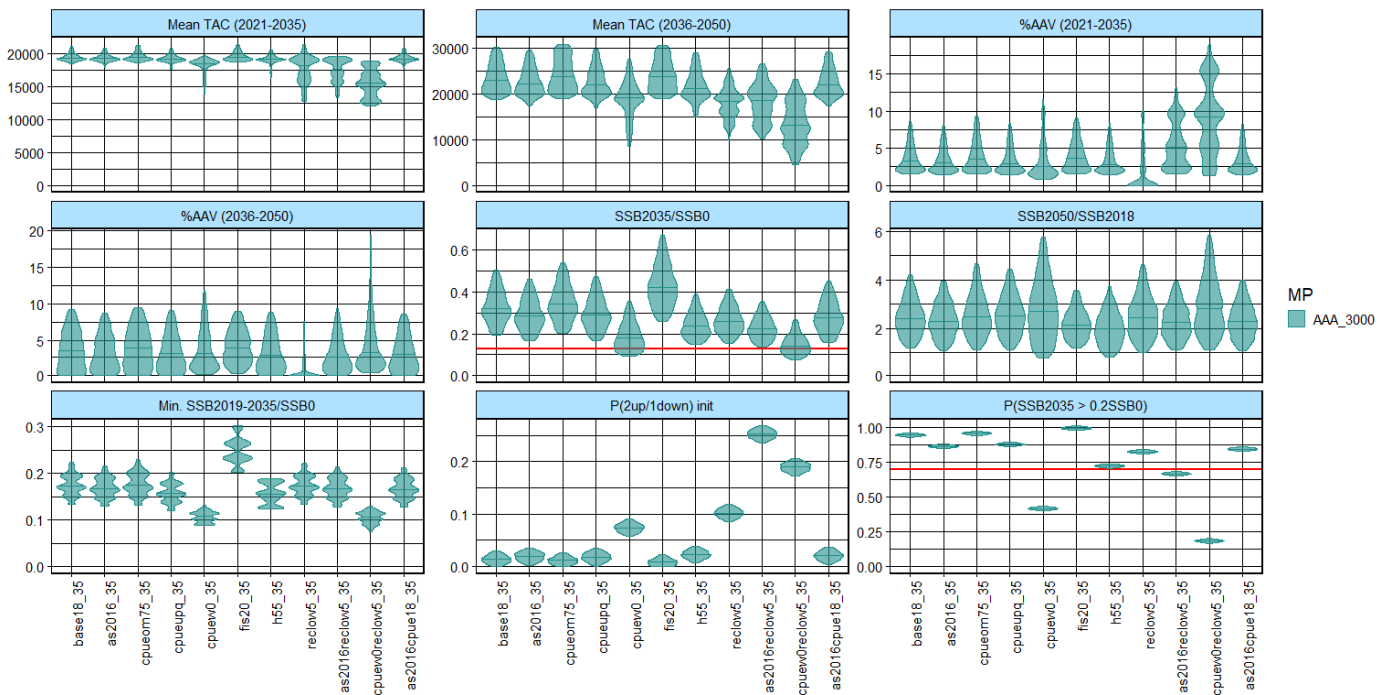 Mean TAC (2021-2035)
20000
15000
10000
5000
0
Mean TAC (2036-2050)
30000
20000
10000
0
%AAV (2021-2035)
15
10
5
0
%AAV (2036-2050)
20
15
10
5
0
SSB2035/SSB0
0.6
0.4
0.2
0.0
SSB2050/SSB2018
6
4
2
0
Min. SSB2019-2035/SSB0
0.3
0.2
0.1
0.0
P(2up/1down) init
0.2
0.1
0.0
P(SSB2035 > 0.2SSB0)
1.00
0.75
0.50
0.25
0.00
base18_35
as2016_35
cpueom75_35
cpueupq_35
cpuew0_35
fis20_35
h55_35
reclow5_35
as2016reclow5_35
cpuew0reclow5_35
as2016cpue18_35
base18_35
as2016_35
cpueom75_35
cpueupq_35
cpuew0_35
fis20_35
h55_35
reclow5_35
as2016reclow5_35
cpuew0reclow5_35
as2016cpue18_35
base18_35
as2016_35
cpueom75_35
cpueupq_35
cpuew0_35
fis20_35
h55_35
reclow5_35
as2016reclow5_35
cpuew0reclow5_35
as2016cpue18_35
MP
AAA_3000